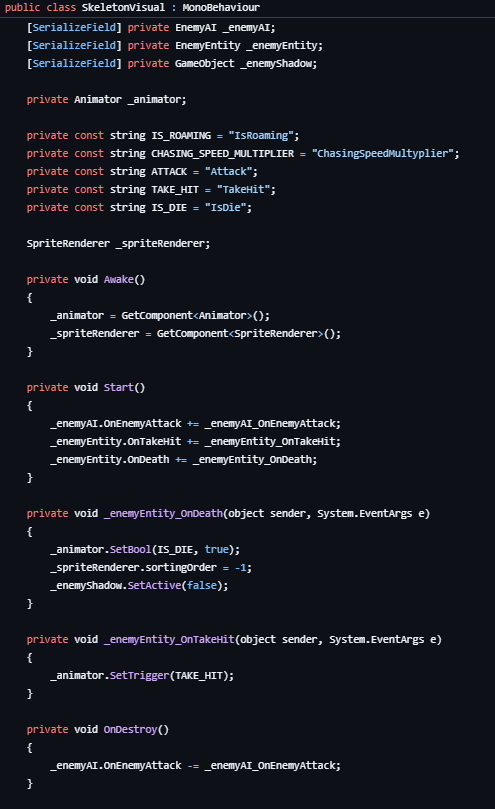 public class SkeletonVisual : MonoBehaviour
[SerializeField] private EnemyAI _enemyAI;
[SerializeField] private EnemyEntity _enemyEntity;
[SerializeField] private GameObject _enemyShadow;
private Animator _animator;
private const string IS_ROAMING = "IsRoaming";
private const string CHASING_SPEED_MULTIPLIER = "ChasingSpeedMultyplier";
private const string ATTACK = "Attack";
private const string TAKE_HIT = "TakeHit";
private const string IS_DIE = "IsDie";
SpriteRenderer _spriteRenderer;
private void Awake()
{
_animator = GetComponent<Animator>();
_spriteRenderer = GetComponent<SpriteRenderer>();
}
private void Start()
{
_enemyAI.OnEnemyAttack += _enemyAI_OnEnemyAttack;
_enemyEntity.OnTakeHit += _enemyEntity_OnTakeHit;
_enemyEntity.OnDeath += _enemyEntity_OnDeath;
}
private void _enemyEntity_OnDeath(object sender, System.EventArgs e)
{
_animator.SetBool(IS_DIE, true);
_spriteRenderer.sortingOrder = -1;
_enemyShadow.SetActive(false);
}
private void _enemyEntity_OnTakeHit(object sender, System.EventArgs e)
{
_animator.SetTrigger(TAKE_HIT);
}
private void OnDestroy()
{
_enemyAI.OnEnemyAttack -= _enemyAI_OnEnemyAttack;
}